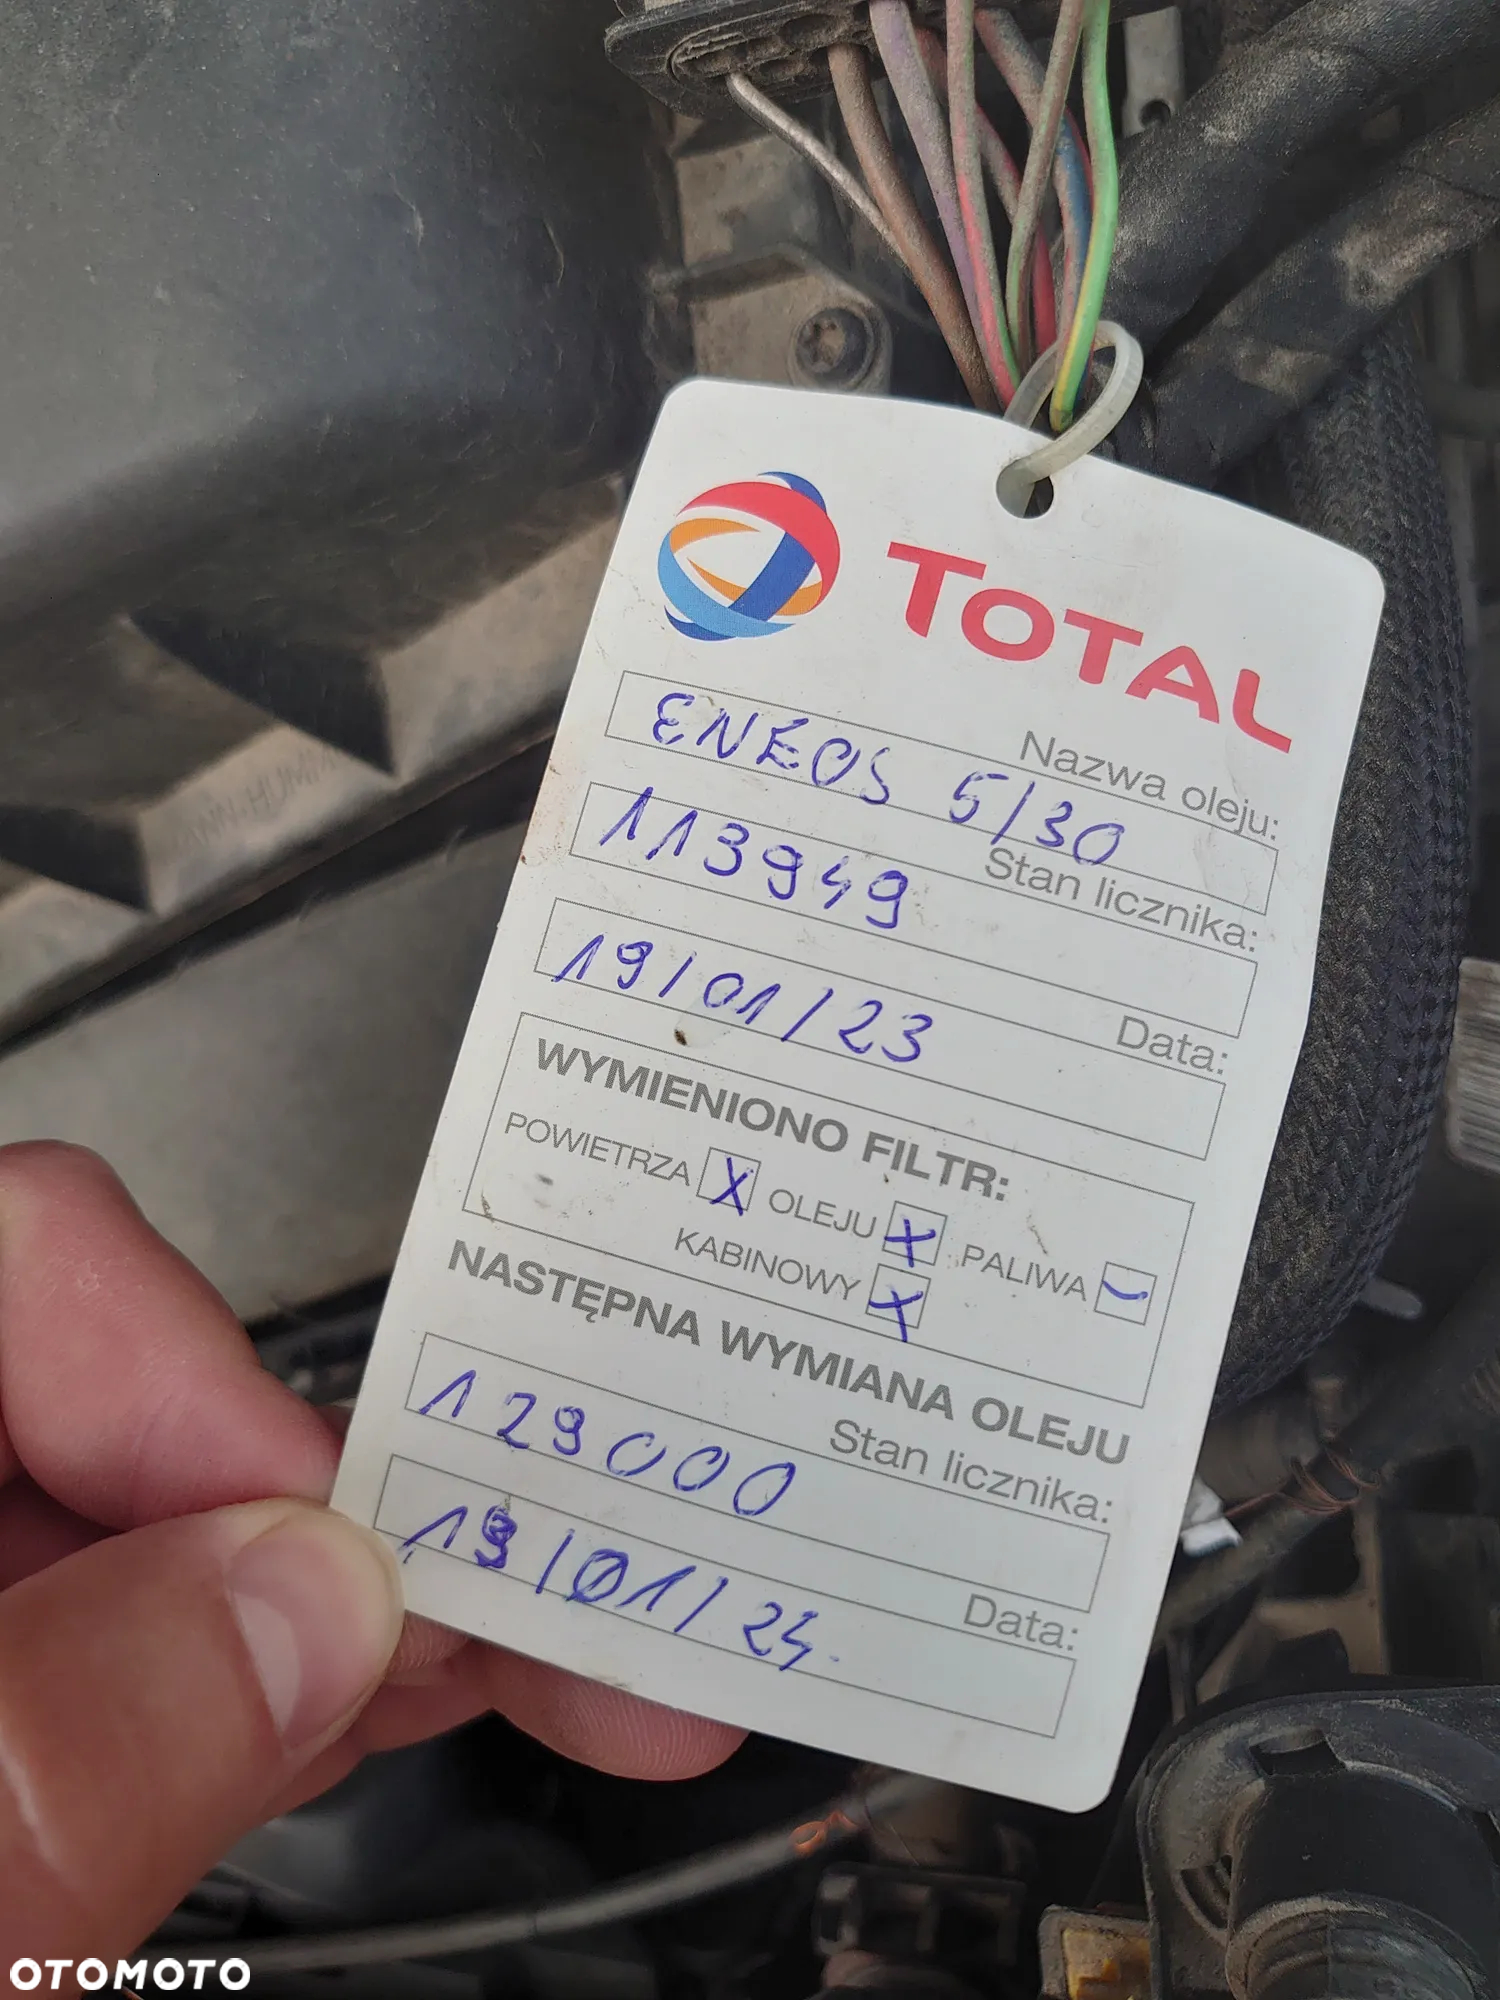 TOTAL
Nazwa oleju:
ENEOS 5/30
Stan licznika:
113949
Data:
19/01/23
WYMIENIONO FILTR:
POWIETRZA X OLEJU X PALIWA –
KABINOWY X
NASTĘPNA WYMIANA OLEJU
Stan licznika:
129000
Data:
19/01/24.
OTOMOTO